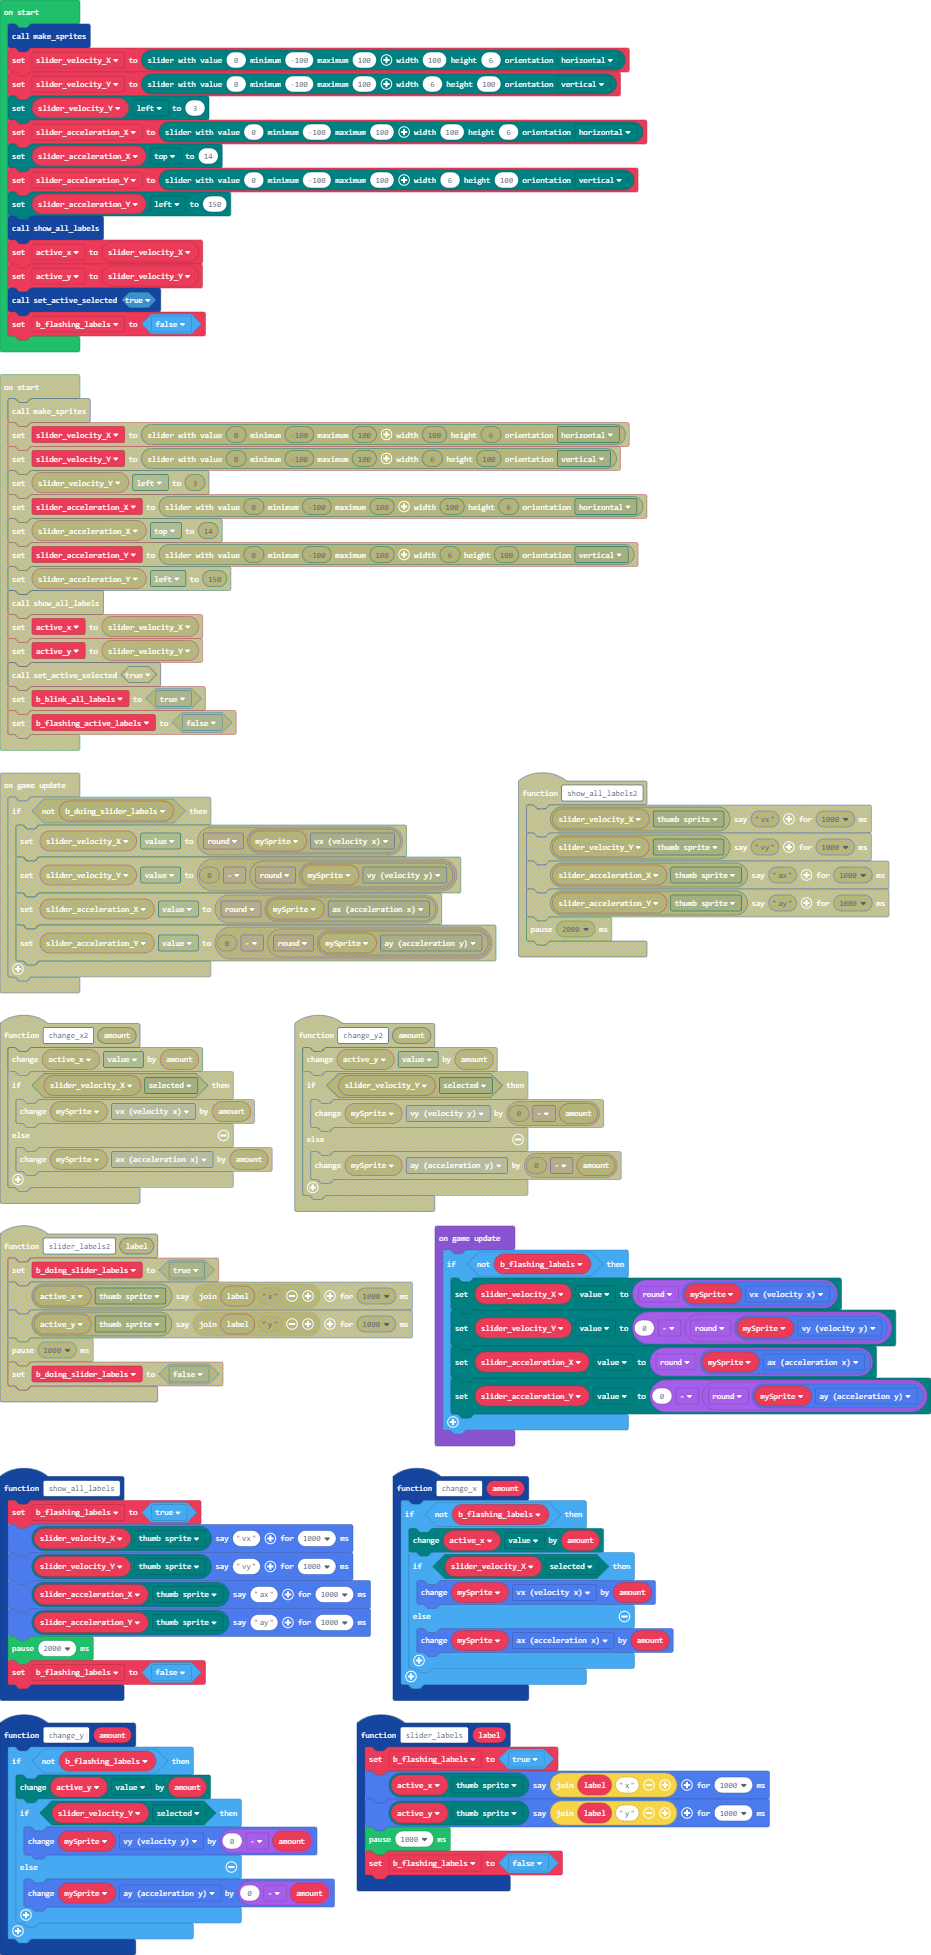 on start
call make_sprites
set slider_velocity_X to slider with value 0 minimum -100 maximum 100 width 100 height 6 orientation horizontal
set slider_velocity_Y to slider with value 0 minimum -100 maximum 100 width 6 height 100 orientation vertical
set slider_velocity_Y left to 3
set slider_acceleration_X to slider with value 0 minimum -100 maximum 100 width 100 height 6 orientation horizontal
set slider_acceleration_X top to 14
set slider_acceleration_Y to slider with value 0 minimum -100 maximum 100 width 6 height 100 orientation vertical
set slider_acceleration_Y left to 150
call show_all_labels
set active_x to slider_velocity_X
set active_y to slider_velocity_Y
call set_active_selected true
set b_flashing_labels to false
on start
call make_sprites
set slider_velocity_X to slider with value 0 minimum -100 maximum 100 width 100 height 6 orientation horizontal
set slider_velocity_Y to slider with value 0 minimum -100 maximum 100 width 6 height 100 orientation vertical
set slider_velocity_Y left to 3
set slider_acceleration_X to slider with value 0 minimum -100 maximum 100 width 100 height 6 orientation horizontal
set slider_acceleration_X top to 14
set slider_acceleration_Y to slider with value 0 minimum -100 maximum 100 width 6 height 100 orientation vertical
set slider_acceleration_Y left to 150
call show_all_labels
set active_x to slider_velocity_X
set active_y to slider_velocity_Y
call set_active_selected true
set b_blink_all_labels to true
set b_flashing_active_labels to false
on game update
if not b_doing_slider_labels then
set slider_velocity_X value to round mySprite vx (velocity x)
set slider_velocity_Y value to 0 - round mySprite vy (velocity y)
set slider_acceleration_X value to round mySprite ax (acceleration x)
set slider_acceleration_Y value to 0 - round mySprite ay (acceleration y)
function show_all_labels2
slider_velocity_X thumb sprite say "vx" for 1000 ms
slider_velocity_Y thumb sprite say "vy" for 1000 ms
slider_acceleration_X thumb sprite say "ax" for 1000 ms
slider_acceleration_Y thumb sprite say "ay" for 1000 ms
pause 2000 ms
function change_x2 amount
change active_x value by amount
if slider_velocity_X selected then
change mySprite vx (velocity x) by amount
else
change mySprite ax (acceleration x) by amount
function change_y2 amount
change active_y value by amount
if slider_velocity_Y selected then
change mySprite vy (velocity y) by 0 - amount
else
change mySprite ay (acceleration y) by 0 - amount
function slider_labels2 label
set b_doing_slider_labels to true
active_x thumb sprite say join label "x" for 1000 ms
active_y thumb sprite say join label "y" for 1000 ms
pause 1000 ms
set b_doing_slider_labels to false
on game update
if not b_flashing_labels then
set slider_velocity_X value to round mySprite vx (velocity x)
set slider_velocity_Y value to 0 - round mySprite vy (velocity y)
set slider_acceleration_X value to round mySprite ax (acceleration x)
set slider_acceleration_Y value to 0 - round mySprite ay (acceleration y)
function show_all_labels
set b_flashing_labels to true
slider_velocity_X thumb sprite say "vx" for 1000 ms
slider_velocity_Y thumb sprite say "vy" for 1000 ms
slider_acceleration_X thumb sprite say "ax" for 1000 ms
slider_acceleration_Y thumb sprite say "ay" for 1000 ms
pause 2000 ms
set b_flashing_labels to false
function change_x amount
if not b_flashing_labels then
change active_x value by amount
if slider_velocity_X selected then
change mySprite vx (velocity x) by amount
else
change mySprite ax (acceleration x) by amount
function change_y amount
if not b_flashing_labels then
change active_y value by amount
if slider_velocity_Y selected then
change mySprite vy (velocity y) by 0 - amount
else
change mySprite ay (acceleration y) by 0 - amount
function slider_labels label
set b_flashing_labels to true
active_x thumb sprite say join label "x" for 1000 ms
active_y thumb sprite say join label "y" for 1000 ms
pause 1000 ms
set b_flashing_labels to false